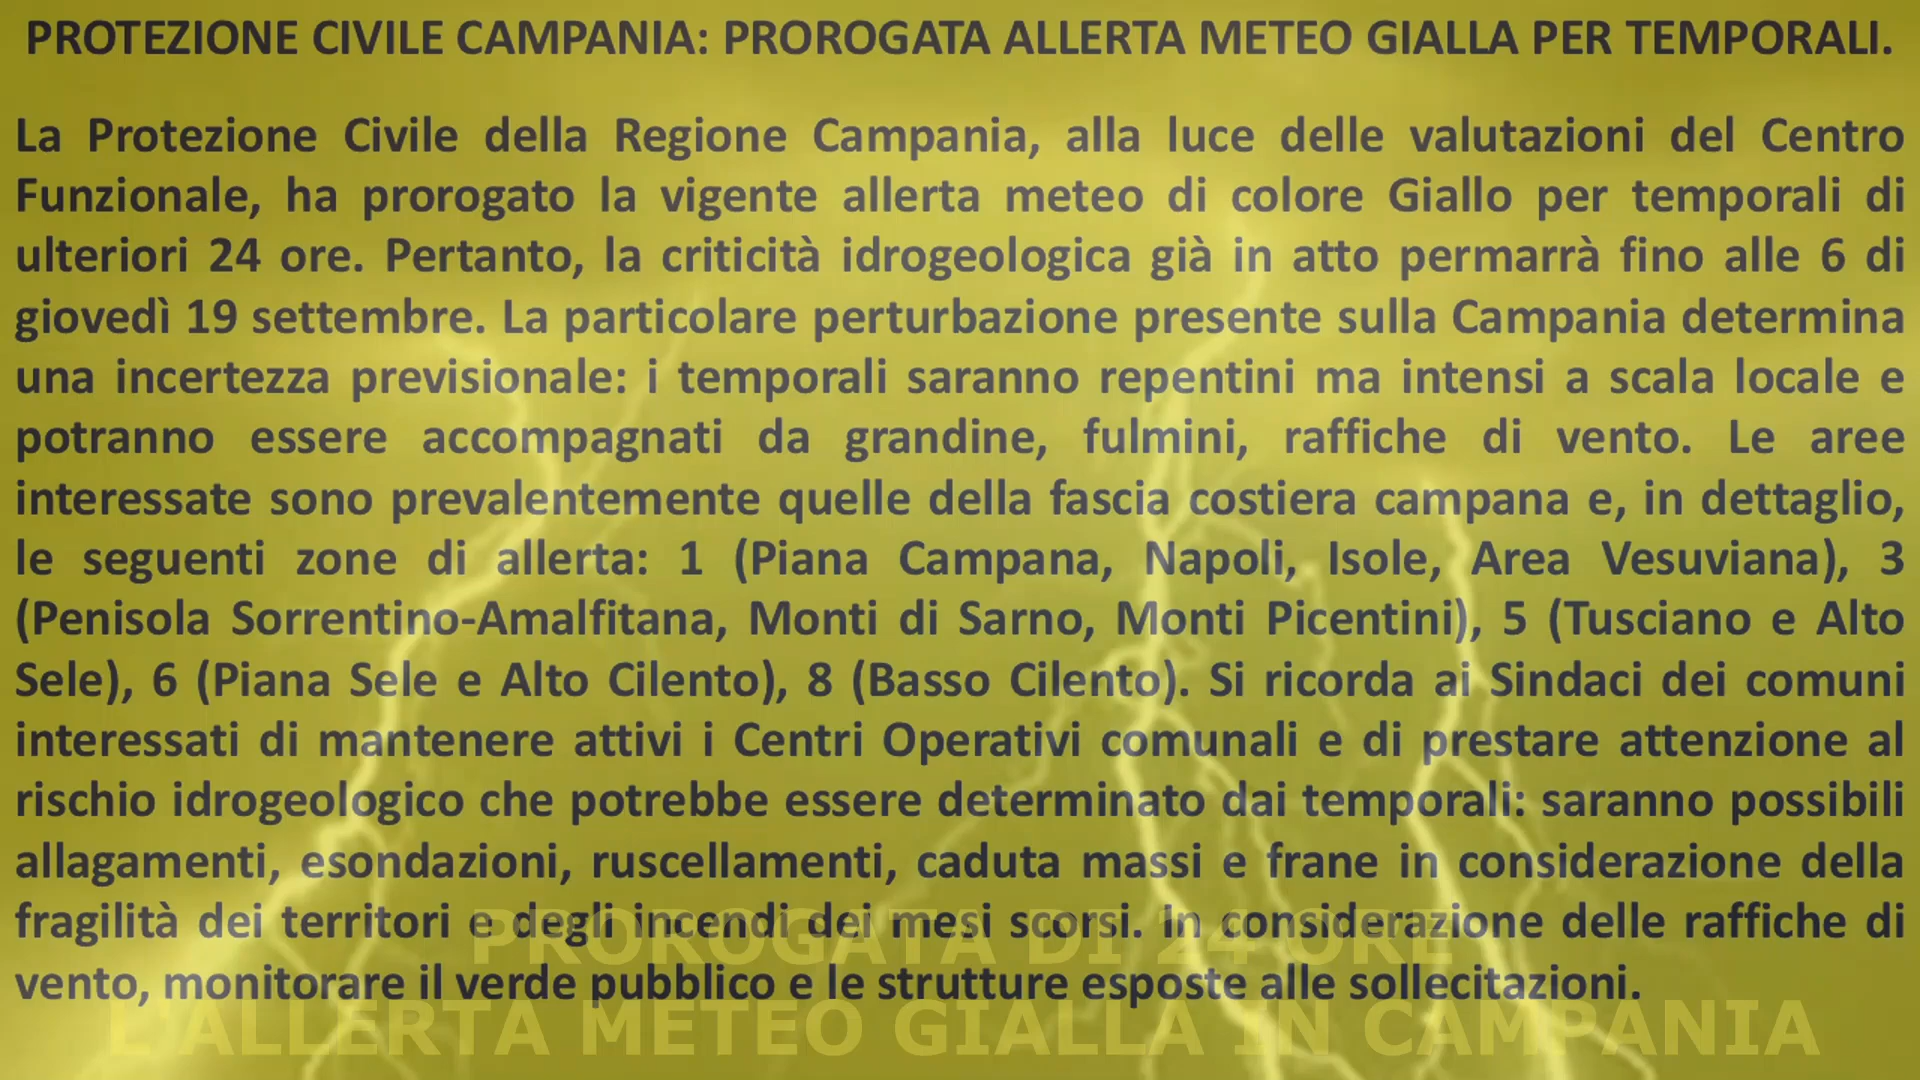 PROTEZIONE CIVILE CAMPANIA: PROROGATA ALLERTA METEO GIALLA PER TEMPORALI.
La Protezione Civile della Regione Campania, alla luce delle valutazioni del Centro
Funzionale, ha prorogato la vigente allerta meteo di colore Giallo per temporali di
ulteriori 24 ore. Pertanto, la criticità idrogeologica già in atto permarrà fino alle 6 di
giovedì 19 settembre. La particolare perturbazione presente sulla Campania determina
una incertezza previsionale: i temporali saranno repentini ma intensi a scala locale e
potranno essere accompagnati da grandine, fulmini, raffiche di vento. Le aree
interessate sono prevalentemente quelle della fascia costiera campana e, in dettaglio,
le seguenti zone di allerta: 1 (Piana Campana, Napoli, Isole, Area Vesuviana), 3
(Penisola Sorrentino-Amalfitana, Monti di Sarno, Monti Picentini), 5 (Tusciano e Alto
Sele), 6 (Piana Sele e Alto Cilento), 8 (Basso Cilento). Si ricorda ai Sindaci dei comuni
interessati di mantenere attivi i Centri Operativi comunali e di prestare attenzione al
rischio idrogeologico che potrebbe essere determinato dai temporali: saranno possibili
allagamenti, esondazioni, ruscellamenti, caduta massi e frane in considerazione della
fragilità dei territori e degli incendi dei mesi scorsi. In considerazione delle raffiche di
vento, monitorare il verde pubblico e le strutture esposte alle sollecitazioni.
PROROGATA DI 24 ORE
L'ALLERTA METEO GIALLA IN CAMPANIA